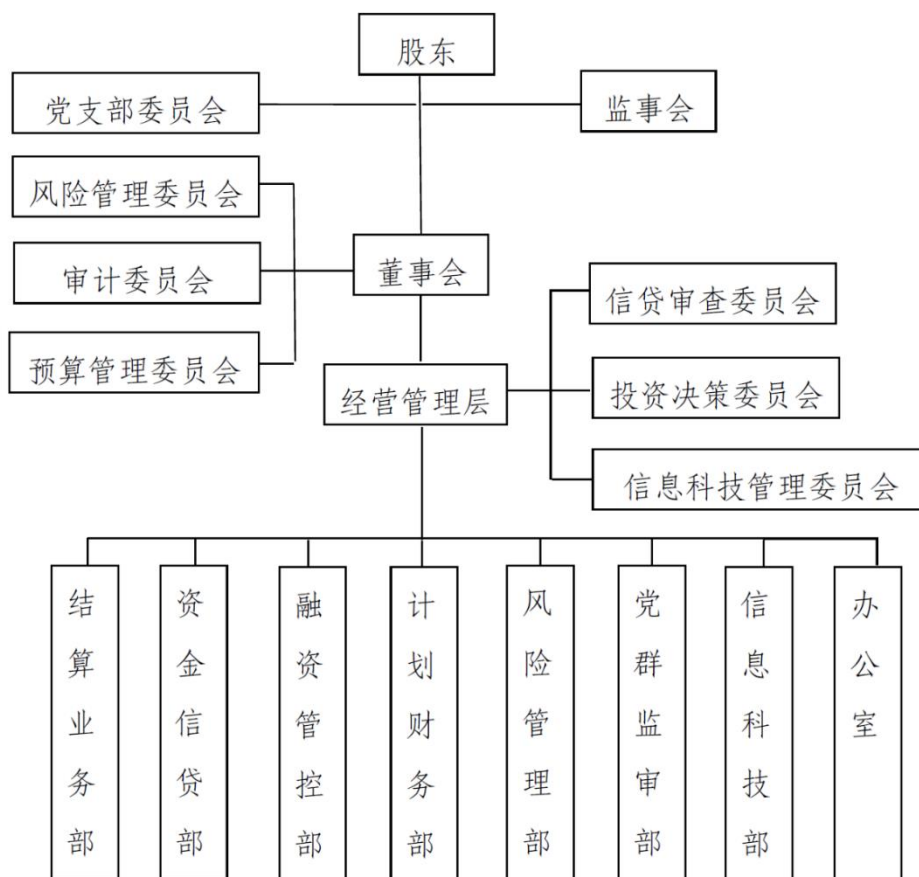 股东
党支部委员会
监事会
风险管理委员会
审计委员会
董事会
信贷审查委员会
预算管理委员会
经营管理层
投资决策委员会
信息科技管理委员会
结算业务部
资金信贷部
融资管控部
计划财务部
风险管理部
党群监审部
信息科技部
办公室